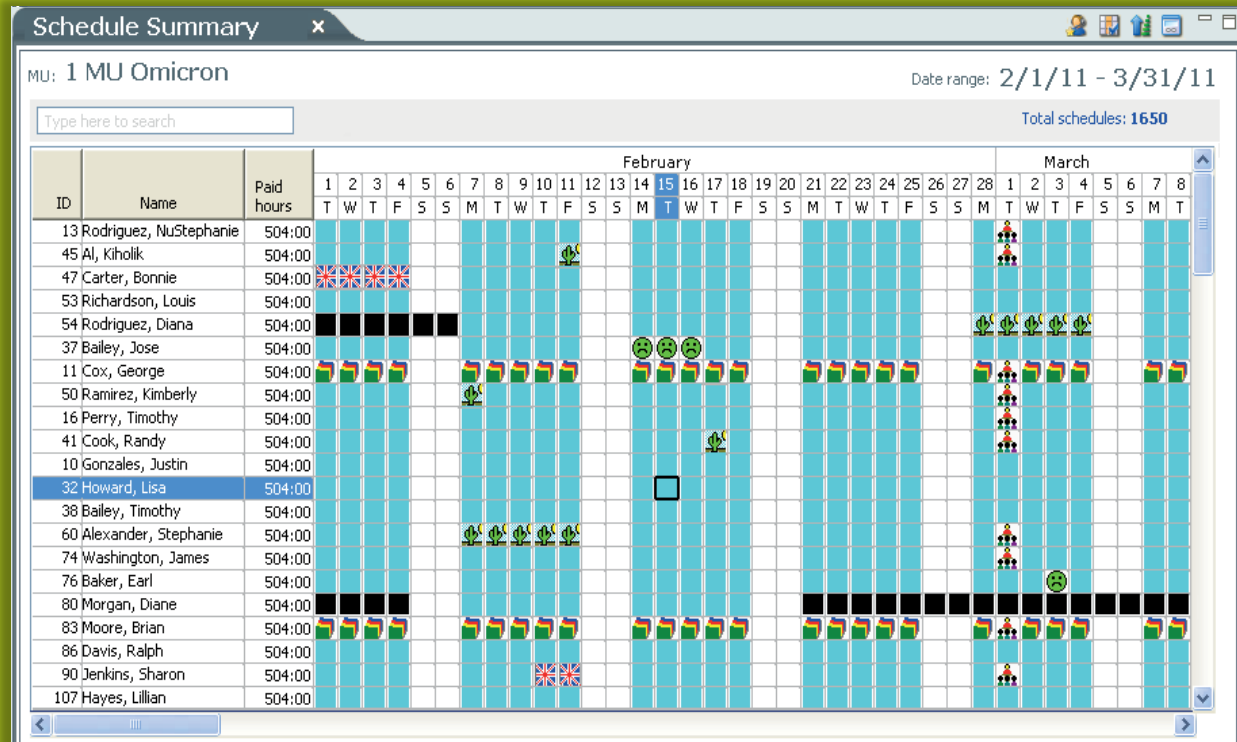 Schedule Summary
MU: 1 MU Omicron
Date range: 2/1/11 - 3/31/11
Type here to search
Total schedules: 1650
February March
ID Name Paid hours 1 2 3 4 5 6 7 8 9 10 11 12 13 14 15 16 17 18 19 20 21 22 23 24 25 26 27 28 1 2 3 4 5 6 7 8
T W T F S S M T W T F S S M T W T F S S M T W T F S S M T W T F S S M T
13 Rodriguez, NuStephanie 504:00
45 Al, Kiholik 504:00
47 Carter, Bonnie 504:00
53 Richardson, Louis 504:00
54 Rodriguez, Diana 504:00
37 Bailey, Jose 504:00
11 Cox, George 504:00
50 Ramirez, Kimberly 504:00
16 Perry, Timothy 504:00
41 Cook, Randy 504:00
10 Gonzales, Justin 504:00
32 Howard, Lisa 504:00
38 Bailey, Timothy 504:00
60 Alexander, Stephanie 504:00
74 Washington, James 504:00
76 Baker, Earl 504:00
80 Morgan, Diane 504:00
83 Moore, Brian 504:00
86 Davis, Ralph 504:00
90 Jenkins, Sharon 504:00
107 Hayes, Lillian 504:00